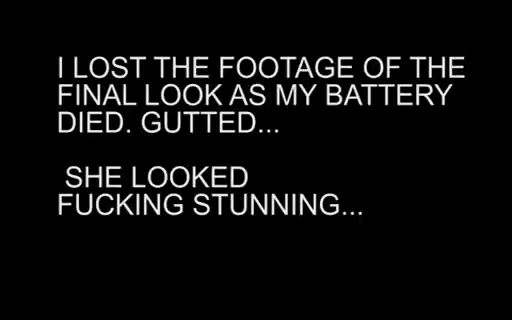 I LOST THE FOOTAGE OF THE
FINAL LOOK AS MY BATTERY
DIED. GUTTED...
SHE LOOKED
FUCKING STUNNING...